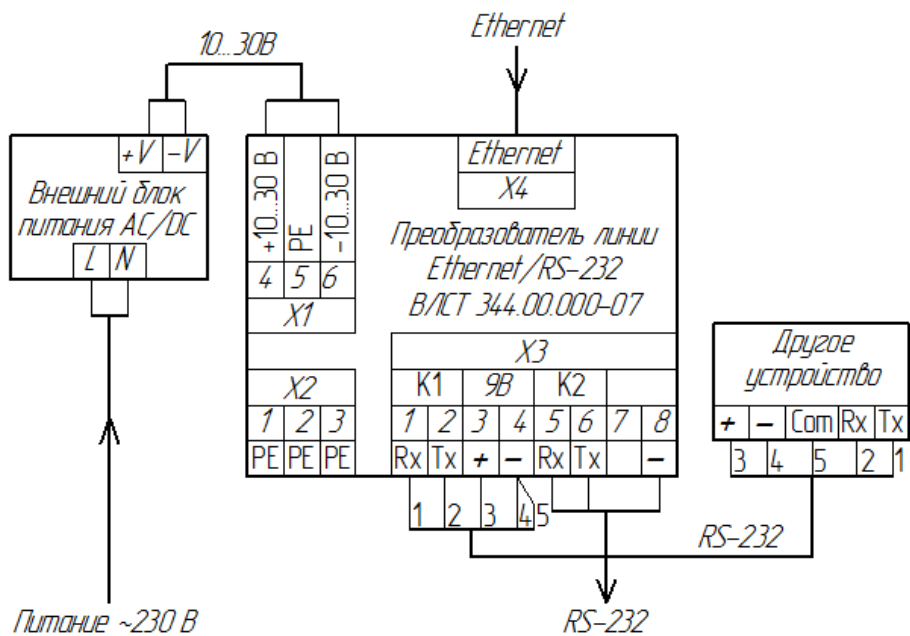 Ethernet
10...30В
+V -V
Внешний блок
питания AC/DC
L N
+10...30 В
PE
-10...30 В
4 5 6
X1
X2
1 2 3
PE PE PE
Ethernet
X4
Преобразователь линии
Ethernet/RS-232
ВЛСТ 344.00.000-07
X3
К1 9В К2
1 2 3 4 5 6 7 8
Rx Tx + - Rx Tx -
1 2 3 4 5
Другое
устройство
+ - Com Rx Tx
3 4 5 2 1
RS-232
Питание ~230 В
RS-232